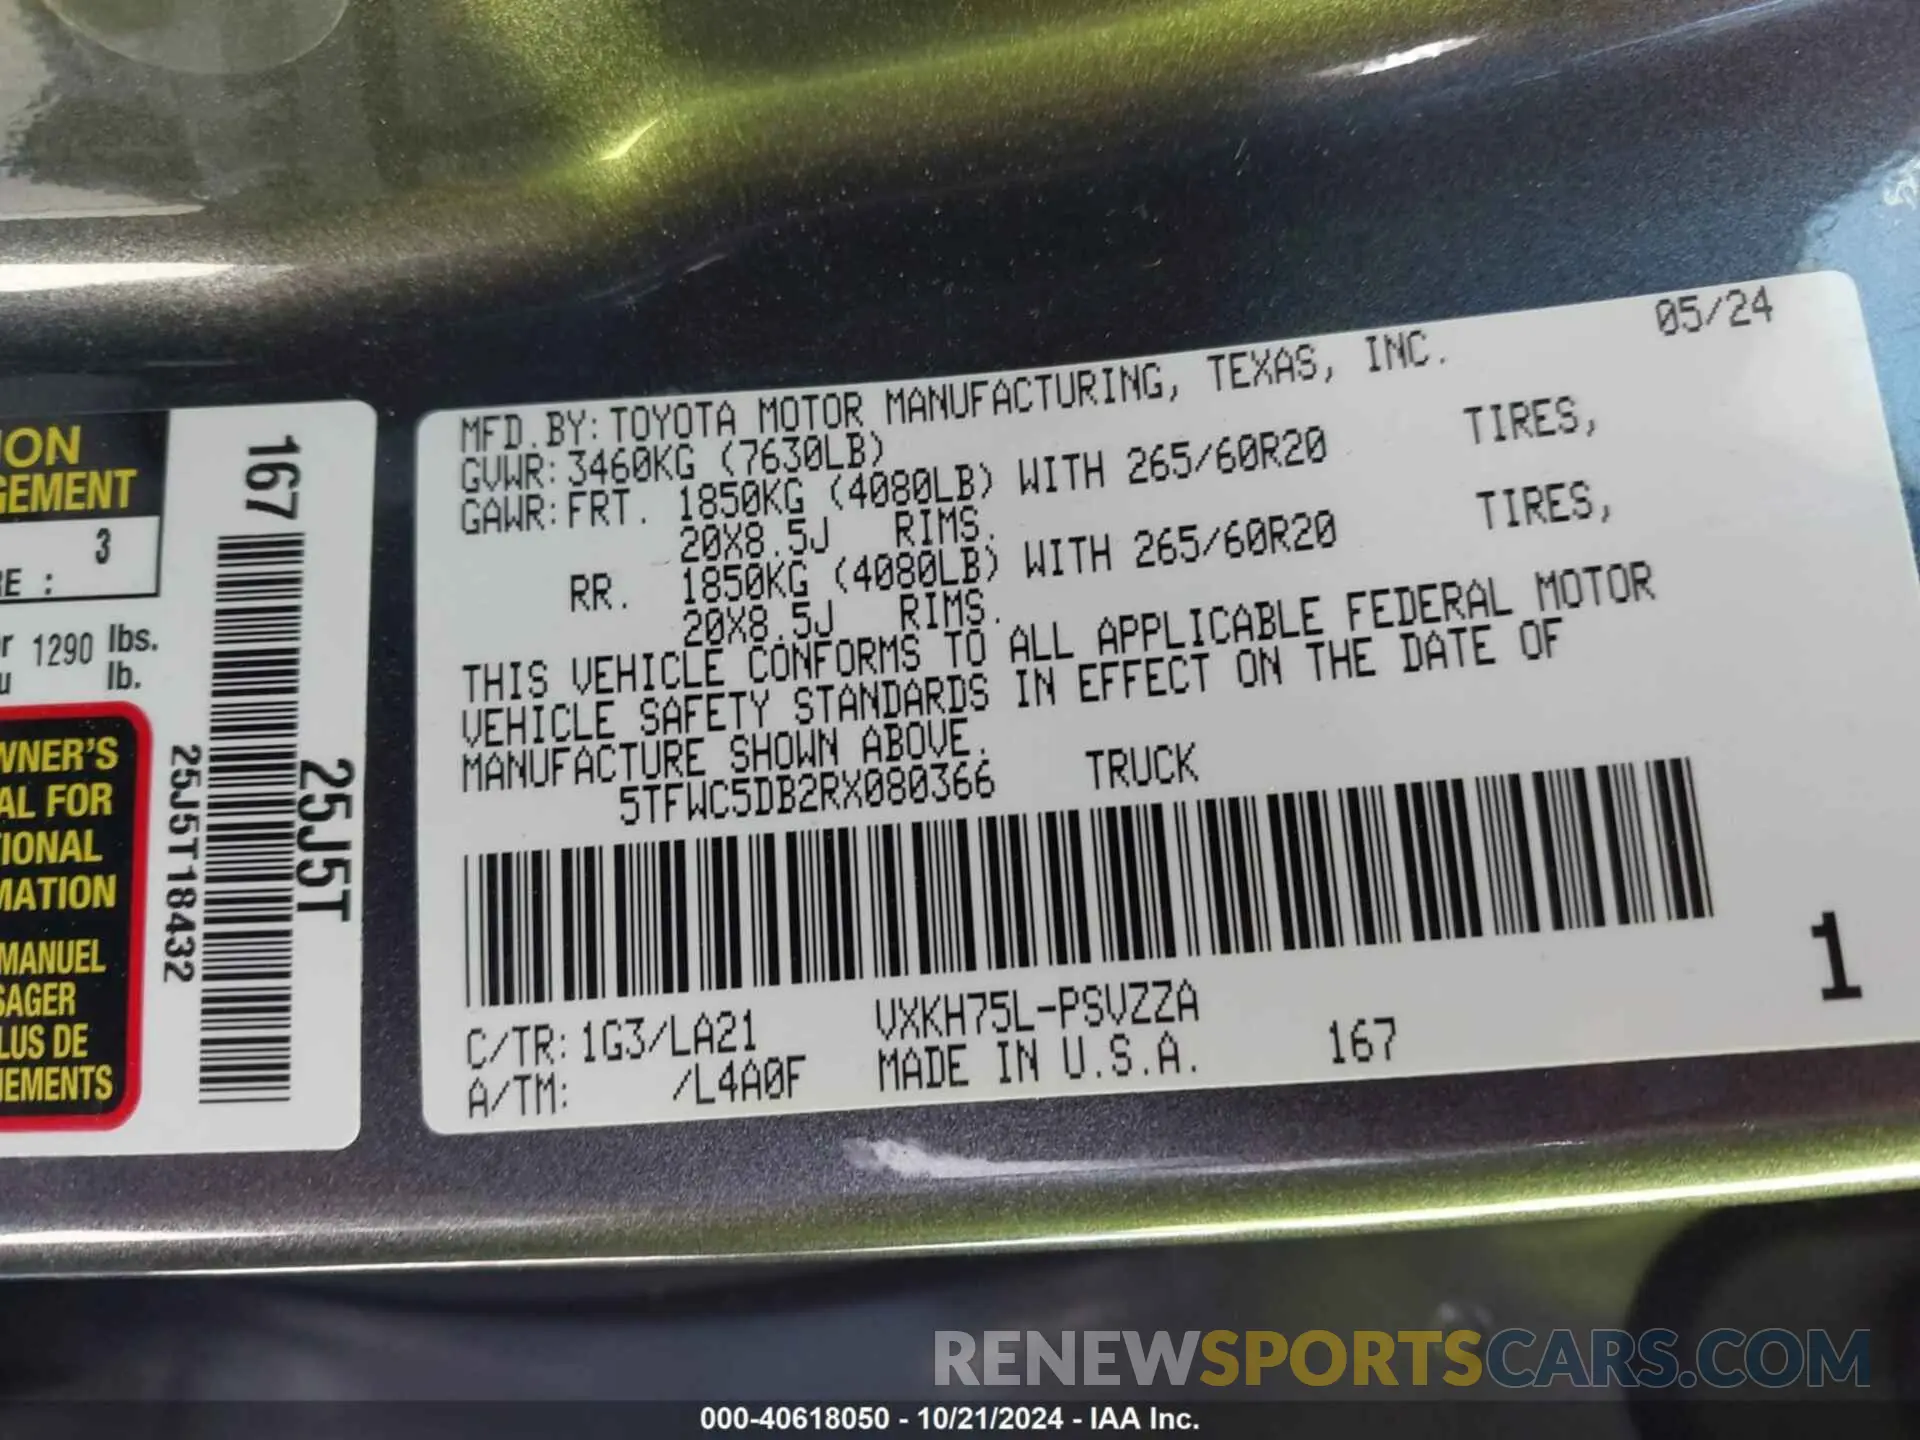 ION
GEMENT
3
RE :
r 1290 lbs.
u lb.
WNER'S
AL FOR
IONAL
MATION
MANUEL
SAGER
LUS DE
NEMENTS
167
25J5T18432
25J5T
MFD.BY:TOYOTA MOTOR MANUFACTURING, TEXAS, INC. 05/24
GVWR:3460KG (7630LB)
GAWR:FRT. 1850KG (4080LB) WITH 265/60R20 TIRES,
20X8.5J RIMS.
RR. 1850KG (4080LB) WITH 265/60R20 TIRES,
20X8.5J RIMS.
THIS VEHICLE CONFORMS TO ALL APPLICABLE FEDERAL MOTOR
VEHICLE SAFETY STANDARDS IN EFFECT ON THE DATE OF
MANUFACTURE SHOWN ABOVE.
5TFWC5DB2RX080366 TRUCK
C/TR:1G3/LA21 VXKH75L-PSVZZA
A/TM: /L4A0F MADE IN U.S.A. 167
1
RENEWSPORTSCARS.COM
000-40618050 - 10/21/2024 - IAA Inc.